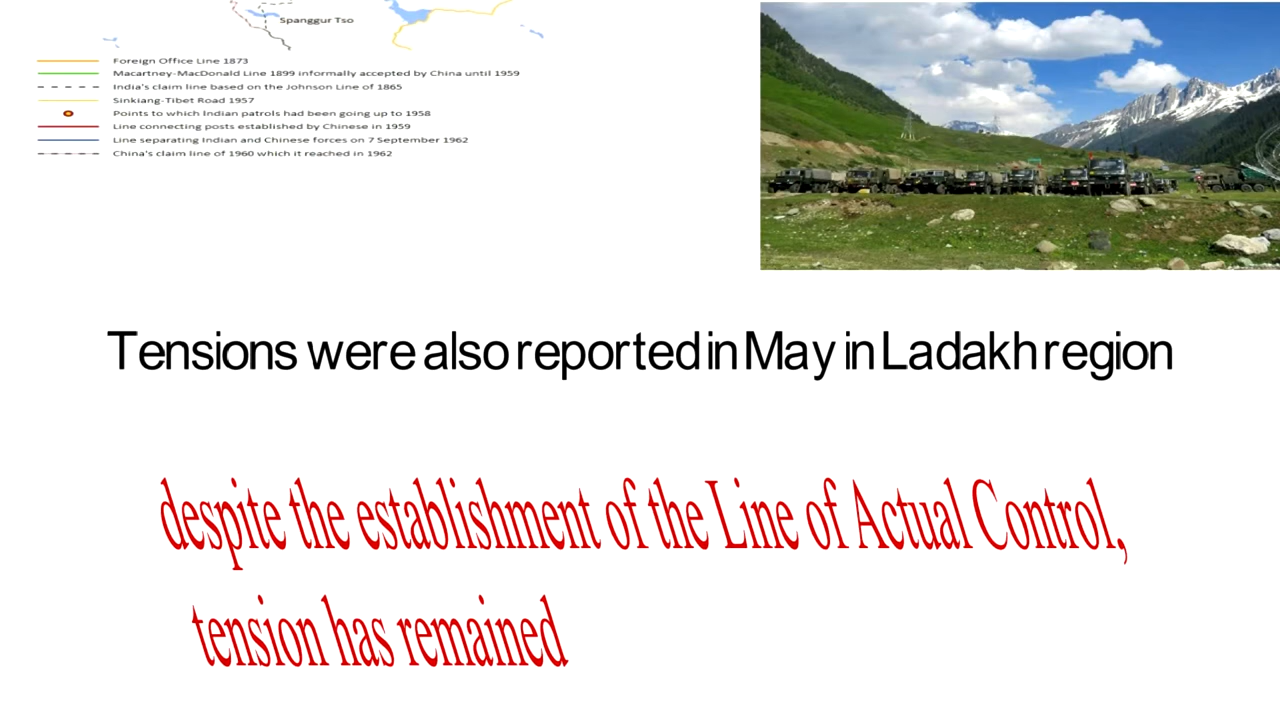 Spanggur Tso
Foreign Office Line 1873
Macartney-MacDonald Line 1899 informally accepted by China until 1959
India's claim line based on the Johnson Line of 1865
Sinkiang-Tibet Road 1957
Points to which Indian patrols had been going up to 1958
Line connecting posts established by Chinese in 1959
Line separating Indian and Chinese forces on 7 September 1962
China's claim line of 1960 which it reached in 1962
Tensions were also reported in May in Ladakh region
despite the establishment of the Line of Actual Control,
tension has remained